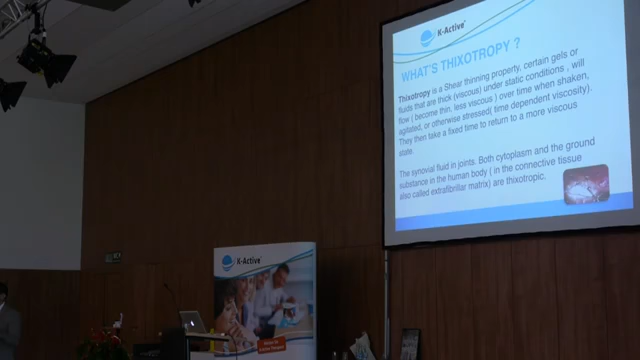 K-Active
WHAT'S THIXOTROPY ?
Thixotropy is a Shear thinning property, certain gels or
fluids that are thick (viscous) under static conditions , will
flow ( become thin, less viscous ) over time when shaken,
agitated, or otherwise stressed( time dependent viscosity).
They then take a fixed time to return to a more viscous
state.
The synovial fluid in joints. Both cytoplasm and the ground
substance in the human body ( in the connective tissue
also called extrafibrillar matrix) are thixotropic.
K-Active